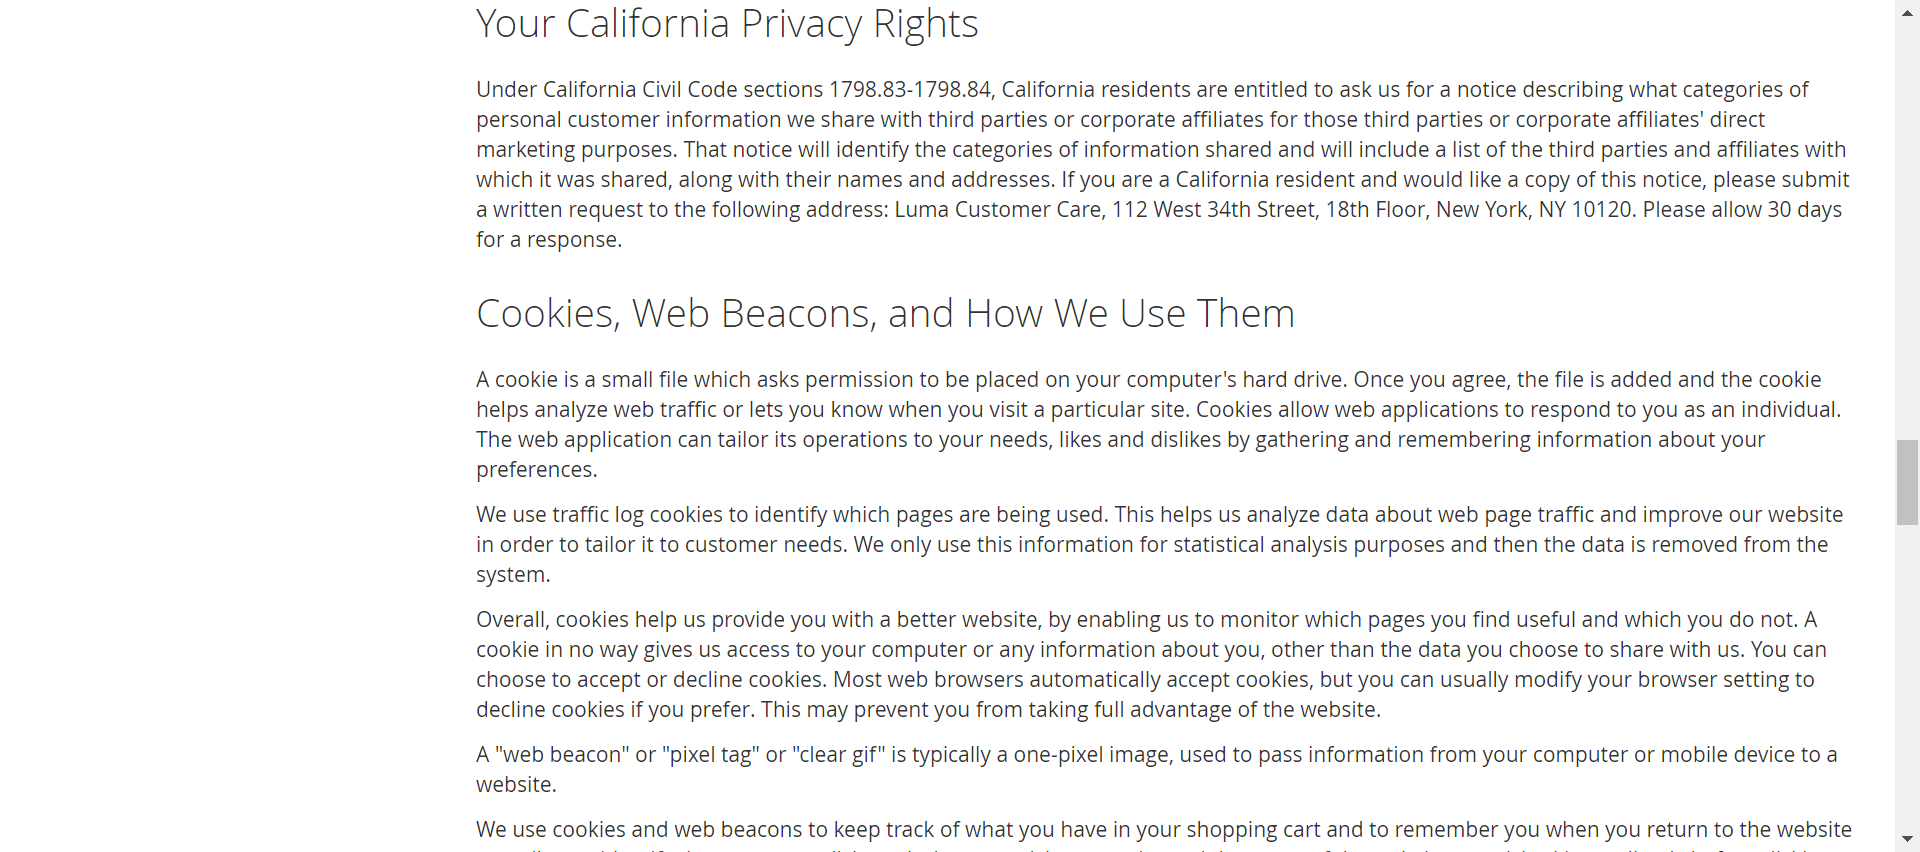 Your California Privacy Rights
Under California Civil Code sections 1798.83-1798.84, California residents are entitled to ask us for a notice describing what categories of
personal customer information we share with third parties or corporate affiliates for those third parties or corporate affiliates' direct
marketing purposes. That notice will identify the categories of information shared and will include a list of the third parties and affiliates with
which it was shared, along with their names and addresses. If you are a California resident and would like a copy of this notice, please submit
a written request to the following address: Luma Customer Care, 112 West 34th Street, 18th Floor, New York, NY 10120. Please allow 30 days
for a response.
Cookies, Web Beacons, and How We Use Them
A cookie is a small file which asks permission to be placed on your computer's hard drive. Once you agree, the file is added and the cookie
helps analyze web traffic or lets you know when you visit a particular site. Cookies allow web applications to respond to you as an individual.
The web application can tailor its operations to your needs, likes and dislikes by gathering and remembering information about your
preferences.
We use traffic log cookies to identify which pages are being used. This helps us analyze data about web page traffic and improve our website
in order to tailor it to customer needs. We only use this information for statistical analysis purposes and then the data is removed from the
system.
Overall, cookies help us provide you with a better website, by enabling us to monitor which pages you find useful and which you do not. A
cookie in no way gives us access to your computer or any information about you, other than the data you choose to share with us. You can
choose to accept or decline cookies. Most web browsers automatically accept cookies, but you can usually modify your browser setting to
decline cookies if you prefer. This may prevent you from taking full advantage of the website.
A "web beacon" or "pixel tag" or "clear gif" is typically a one-pixel image, used to pass information from your computer or mobile device to a
website.
We use cookies and web beacons to keep track of what you have in your shopping cart and to remember you when you return to the website